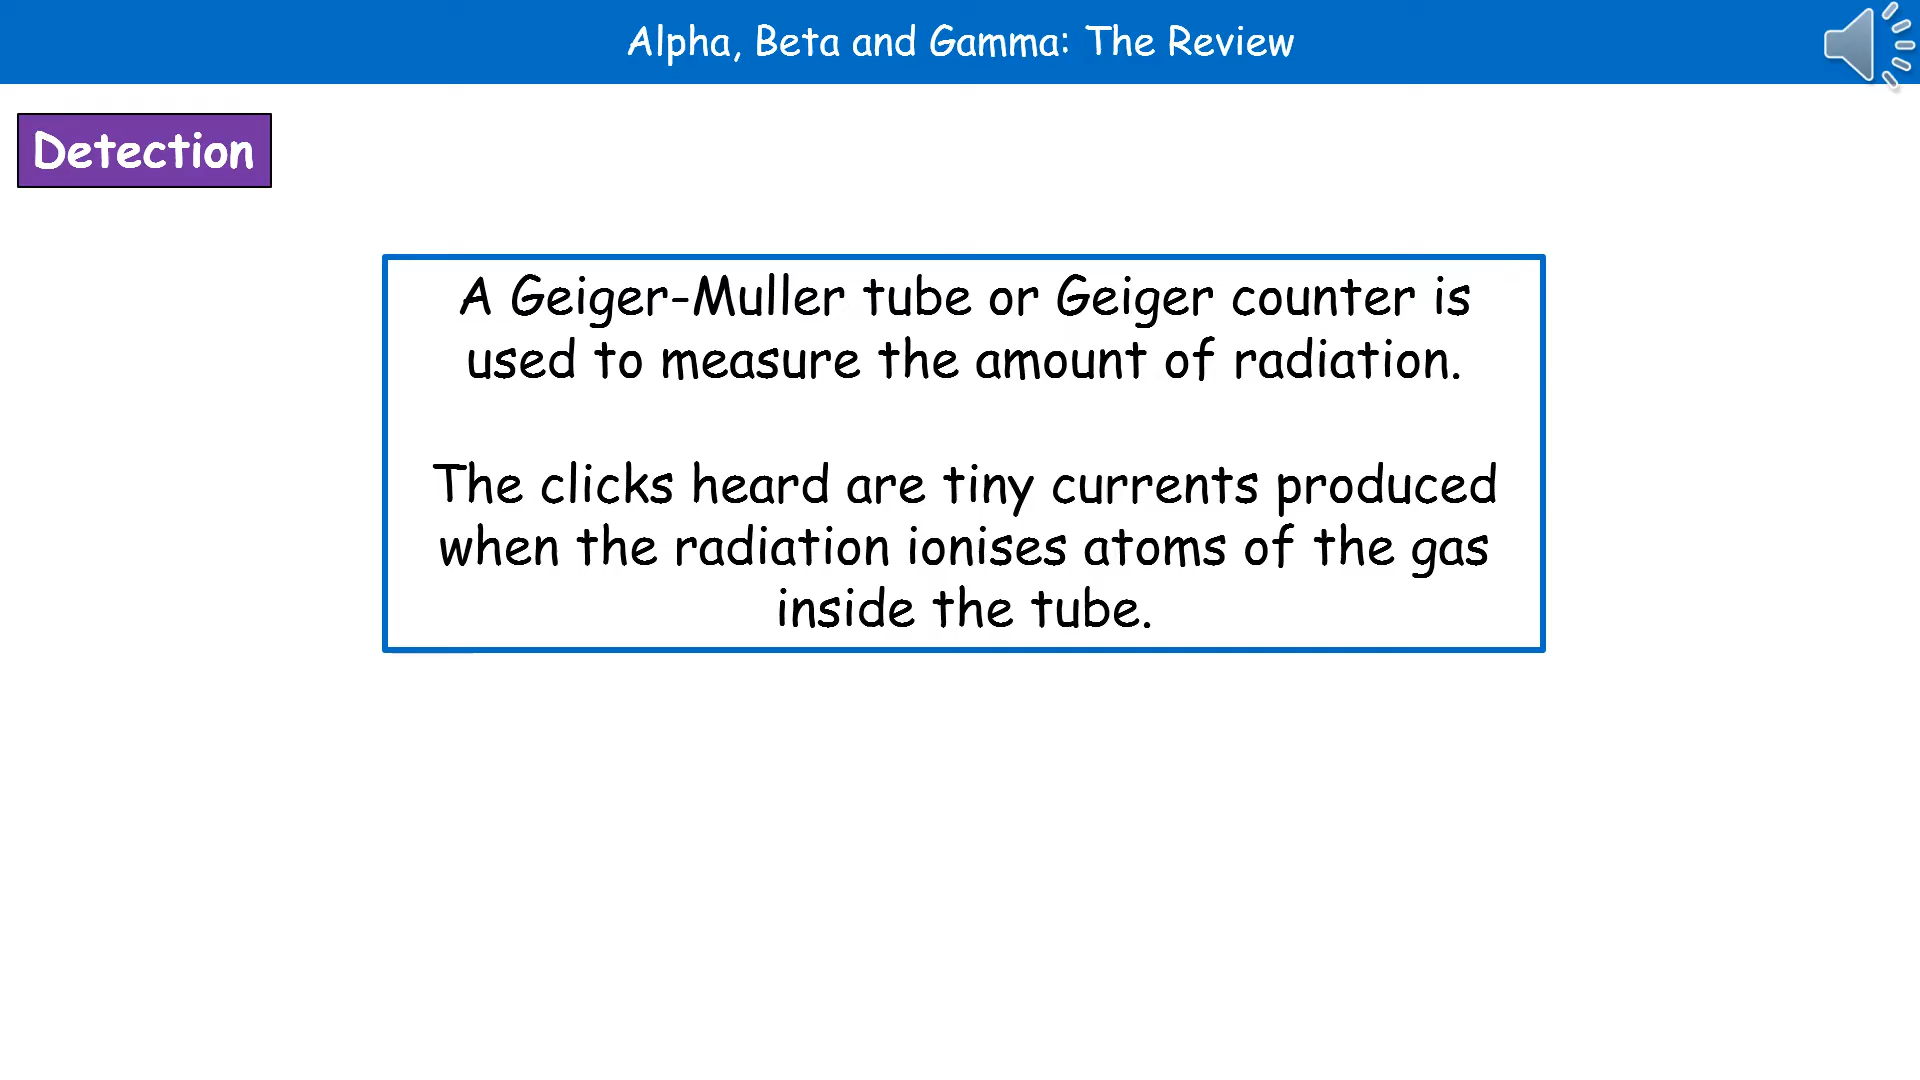 Alpha, Beta and Gamma: The Review
Detection
A Geiger-Muller tube or Geiger counter is
used to measure the amount of radiation.
The clicks heard are tiny currents produced
when the radiation ionises atoms of the gas
inside the tube.